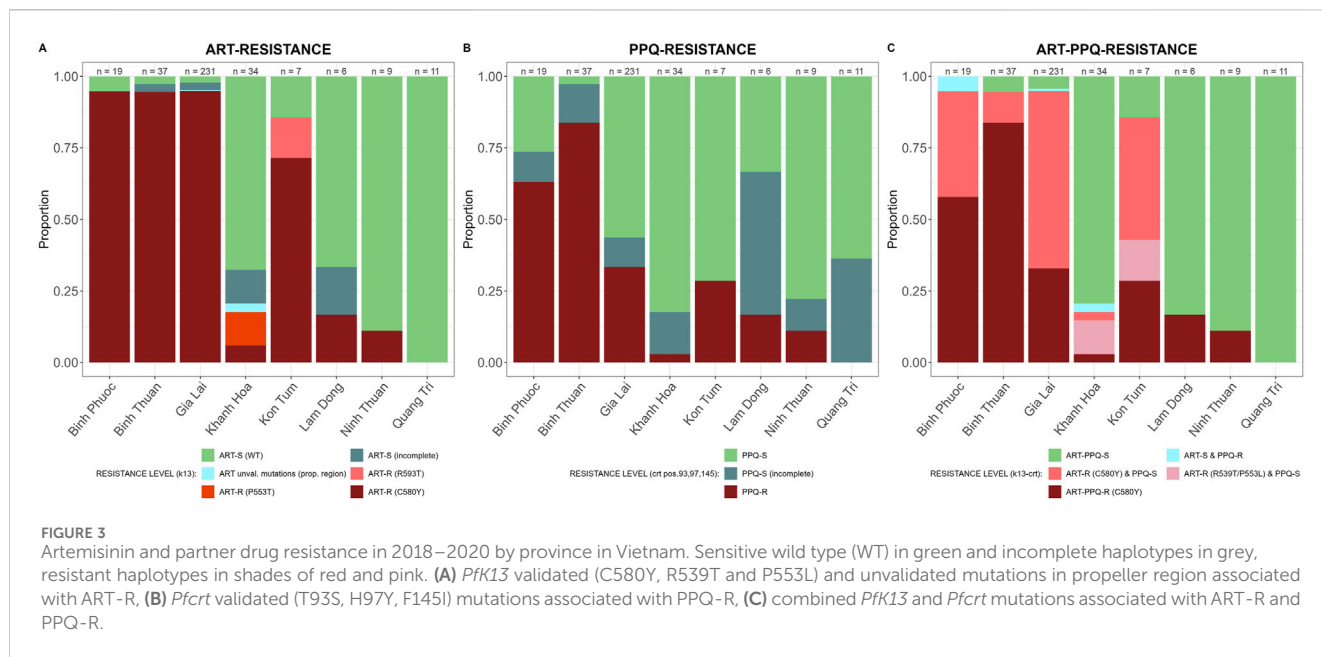 A
ART-RESISTANCE
n = 19 n = 37 n = 231 n = 34 n = 7 n = 6 n = 9 n = 11
1.00
0.75
0.50
0.25
0.00
Proportion
Binh Phuoc
Binh Thuan
Gia Lai
Khanh Hoa
Kon Tum
Lam Dong
Ninh Thuan
Quang Tri
RESISTANCE LEVEL (k13):
ART-S (WT)
ART unval. mutations (prop. region)
ART-R (P553T)
ART-S (incomplete)
ART-R (R593T)
ART-R (C580Y)
B
PPQ-RESISTANCE
n = 19 n = 37 n = 231 n = 34 n = 7 n = 6 n = 9 n = 11
1.00
0.75
0.50
0.25
0.00
Proportion
Binh Phuoc
Binh Thuan
Gia Lai
Khanh Hoa
Kon Tum
Lam Dong
Ninh Thuan
Quang Tri
RESISTANCE LEVEL (crt pos.93,97,145):
PPQ-S
PPQ-S (incomplete)
PPQ-R
C
ART-PPQ-RESISTANCE
n = 19 n = 37 n = 231 n = 34 n = 7 n = 6 n = 9 n = 11
1.00
0.75
0.50
0.25
0.00
Proportion
Binh Phuoc
Binh Thuan
Gia Lai
Khanh Hoa
Kon Tum
Lam Dong
Ninh Thuan
Quang Tri
RESISTANCE LEVEL (k13-crt):
ART-PPQ-S
ART-R (C580Y) & PPQ-S
ART-PPQ-R (C580Y)
ART-S & PPQ-R
ART-R (R539T/P553L) & PPQ-S
FIGURE 3
Artemisinin and partner drug resistance in 2018–2020 by province in Vietnam. Sensitive wild type (WT) in green and incomplete haplotypes in grey,
resistant haplotypes in shades of red and pink. (A) PfK13 validated (C580Y, R539T and P553L) and unvalidated mutations in propeller region associated
with ART-R, (B) Pfcrt validated (T93S, H97Y, F145I) mutations associated with PPQ-R, (C) combined PfK13 and Pfcrt mutations associated with ART-R and
PPQ-R.